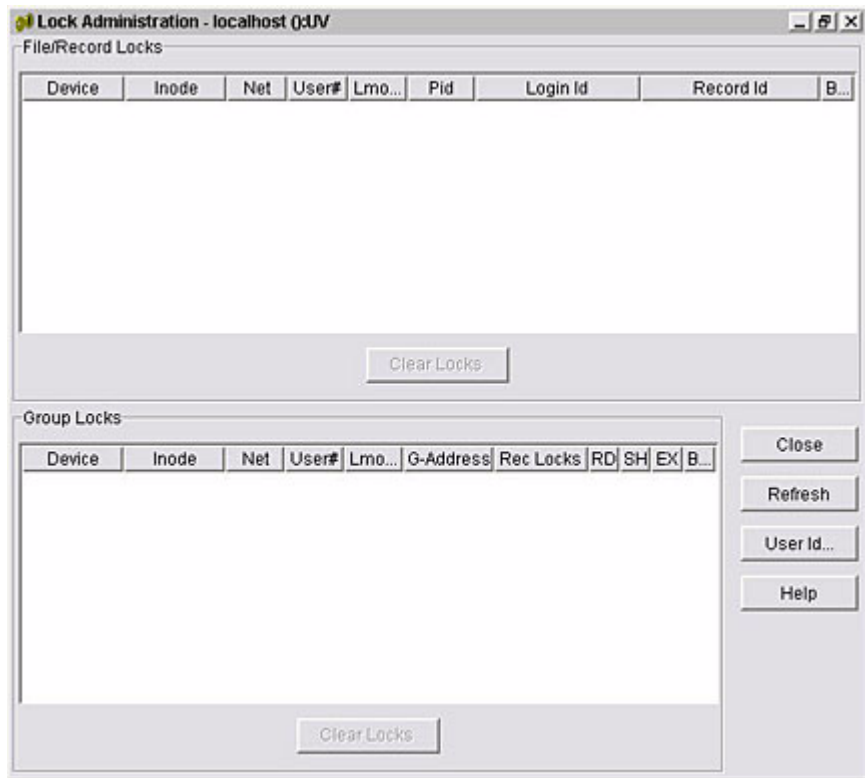 Lock Administration - localhost ():UV
File/Record Locks
Device Inode Net User# Lmo... Pid Login Id Record Id B...
Clear Locks
Group Locks
Device Inode Net User# Lmo... G-Address Rec Locks RD SH EX B...
Close
Refresh
User Id...
Help
Clear Locks